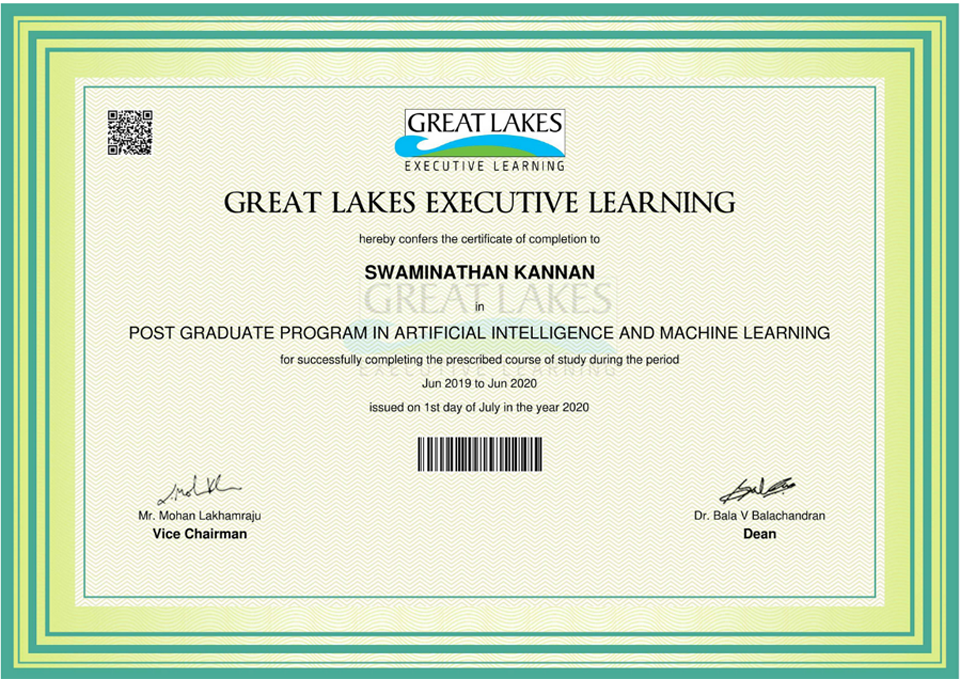 GREAT LAKES
EXECUTIVE LEARNING
GREAT LAKES EXECUTIVE LEARNING
hereby confers the certificate of completion to
SWAMINATHAN KANNAN
GREAT LAKES
in
POST GRADUATE PROGRAM IN ARTIFICIAL INTELLIGENCE AND MACHINE LEARNING
for successfully completing the prescribed course of study during the period
EXECUTIVE LEARNING
Jun 2019 to Jun 2020
issued on 1st day of July in the year 2020
Mr. Mohan Lakhamraju
Vice Chairman
Dr. Bala V Balachandran
Dean